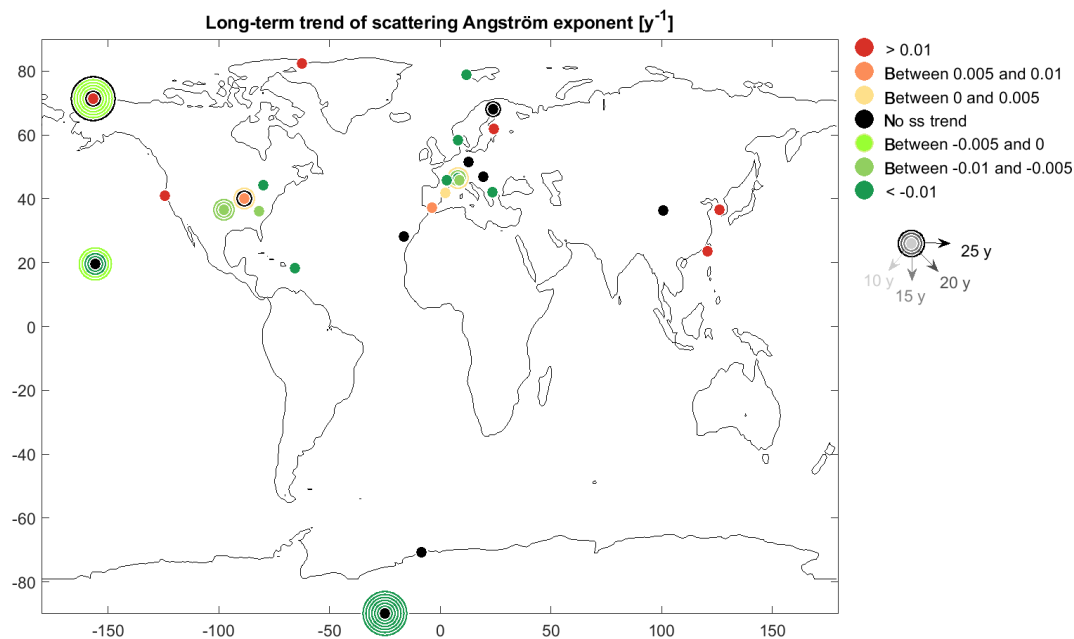 Long-term trend of scattering Angström exponent [y-1]
> 0.01
Between 0.005 and 0.01
Between 0 and 0.005
No ss trend
Between -0.005 and 0
Between -0.01 and -0.005
< -0.01
25 y
10 y
20 y
15 y
80
60
40
20
0
-20
-40
-60
-80
-150
-100
-50
0
50
100
150